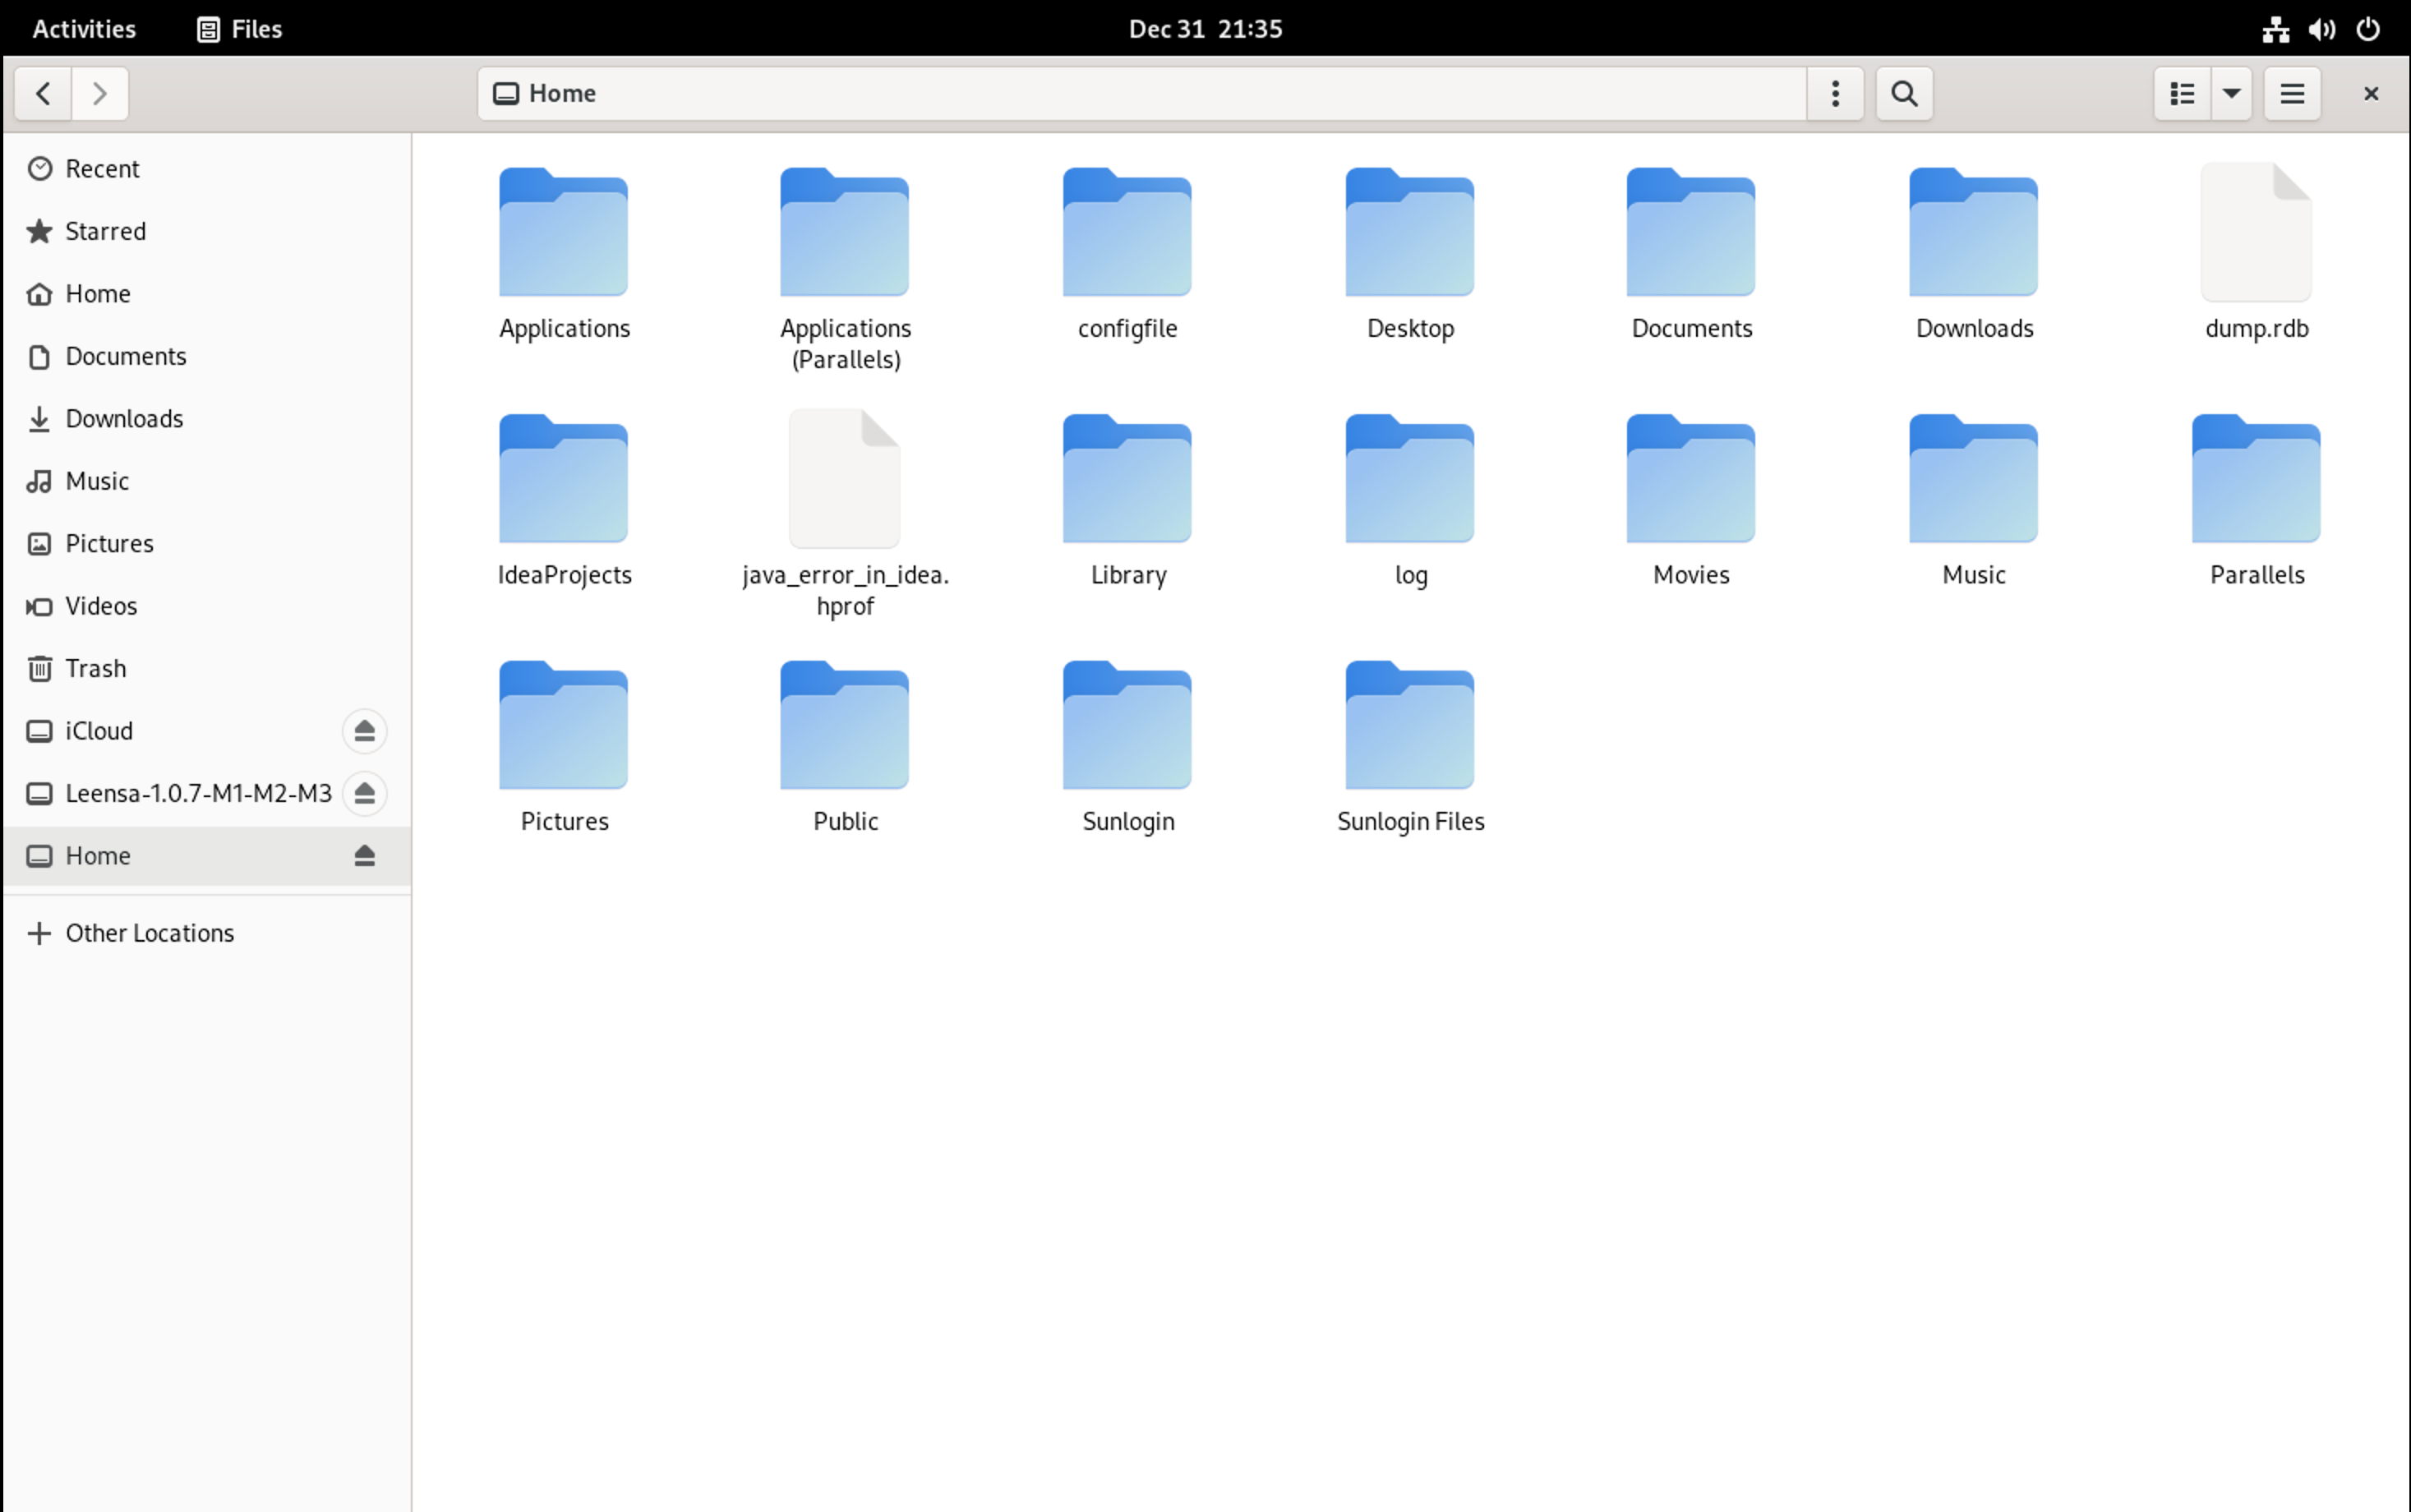 Activities
Files
Dec 31 21:35
Home
Recent
Starred
Home
Documents
Downloads
Music
Pictures
Videos
Trash
iCloud
Leensa-1.0.7-M1-M2-M3
Home
Other Locations
Applications
Applications
(Parallels)
configfile
Desktop
Documents
Downloads
dump.rdb
IdeaProjects
java_error_in_idea.
hprof
Library
log
Movies
Music
Parallels
Pictures
Public
Sunlogin
Sunlogin Files